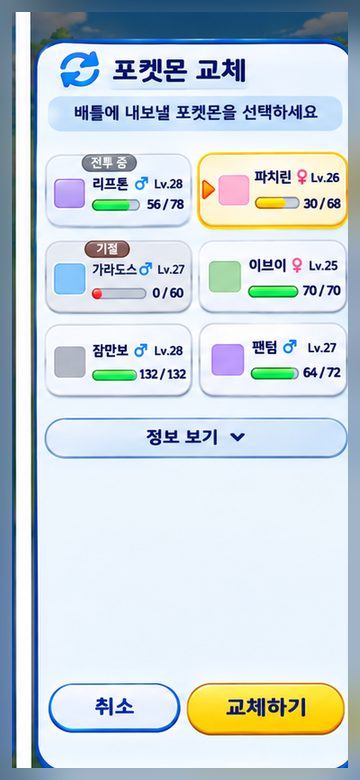 포켓몬 교체
배틀에 내보낼 포켓몬을 선택하세요
전투 중
리프톤 ♂ Lv.28
56/78
파치린 ♀ Lv.26
30/68
기절
가라도스 ♂ Lv.27
0/60
이브이 ♀ Lv.25
70/70
잠만보 ♂ Lv.28
132/132
팬텀 ♂ Lv.27
64/72
정보 보기
취소
교체하기